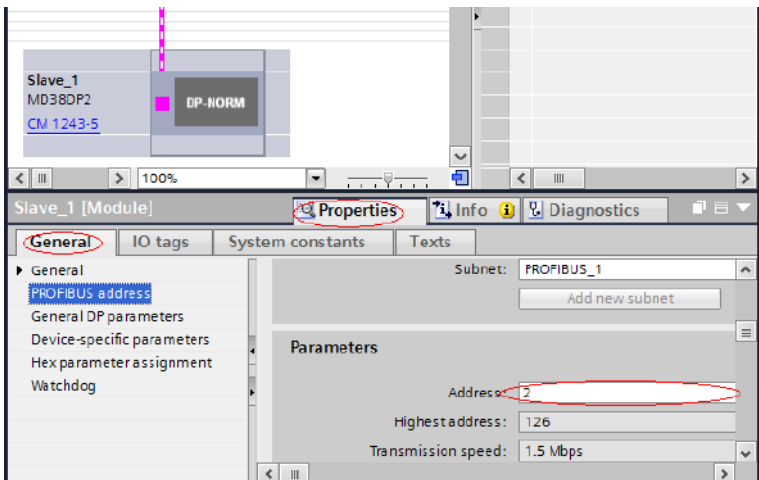 Slave_1
MD38DP2
DP-NORM
CM 1243-5
100%
Slave_1 [Module]
Properties
Info
Diagnostics
General
IO tags
System constants
Texts
General
PROFIBUS address
General DP parameters
Device-specific parameters
Hex parameter assignment
Watchdog
Subnet: PROFIBUS_1
Add new subnet
Parameters
Address: 2
Highest address: 126
Transmission speed: 1.5 Mbps